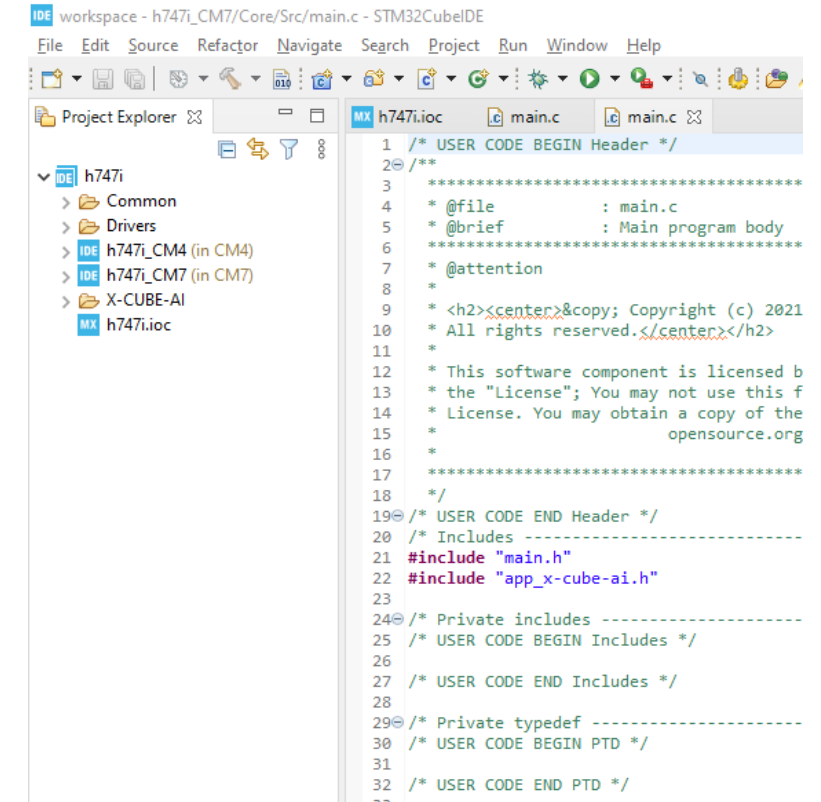 IDE workspace - h747i_CM7/Core/Src/main.c - STM32CubeIDE
File Edit Source Refactor Navigate Search Project Run Window Help
010
Project Explorer
IDE h747i
Common
Drivers
IDE h747i_CM4 (in CM4)
IDE h747i_CM7 (in CM7)
X-CUBE-AI
MX h747i.ioc
MX h747i.ioc .c main.c .c main.c
1 /* USER CODE BEGIN Header */
2 /**
3 ****************************************
4 * @file : main.c
5 * @brief : Main program body
6 ****************************************
7 * @attention
8 *
9 * <h2><center>&copy; Copyright (c) 2021
10 * All rights reserved.</center></h2>
11 *
12 * This software component is licensed b
13 * the "License"; You may not use this f
14 * License. You may obtain a copy of the
15 * opensource.org
16 *
17 ****************************************
18 */
19 /* USER CODE END Header */
20 /* Includes -----------------------------
21 #include "main.h"
22 #include "app_x-cube-ai.h"
23
24 /* Private includes ---------------------
25 /* USER CODE BEGIN Includes */
26
27 /* USER CODE END Includes */
28
29 /* Private typedef ----------------------
30 /* USER CODE BEGIN PTD */
31
32 /* USER CODE END PTD */